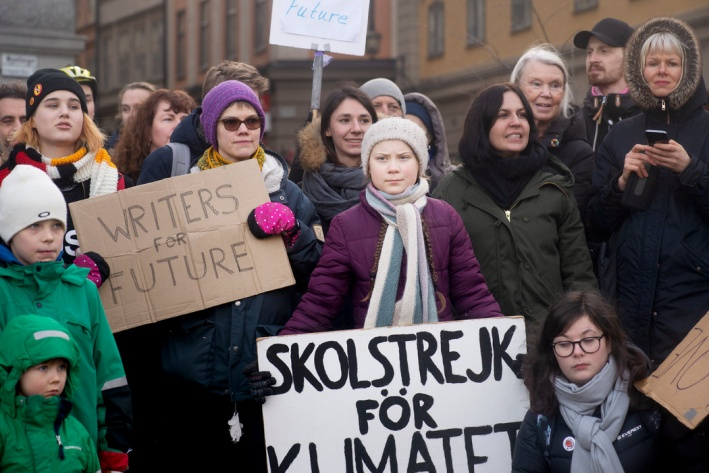 Future
WRITERS
FOR
FUTURE
SKOLSTREJK
FÖR
KLIMATET